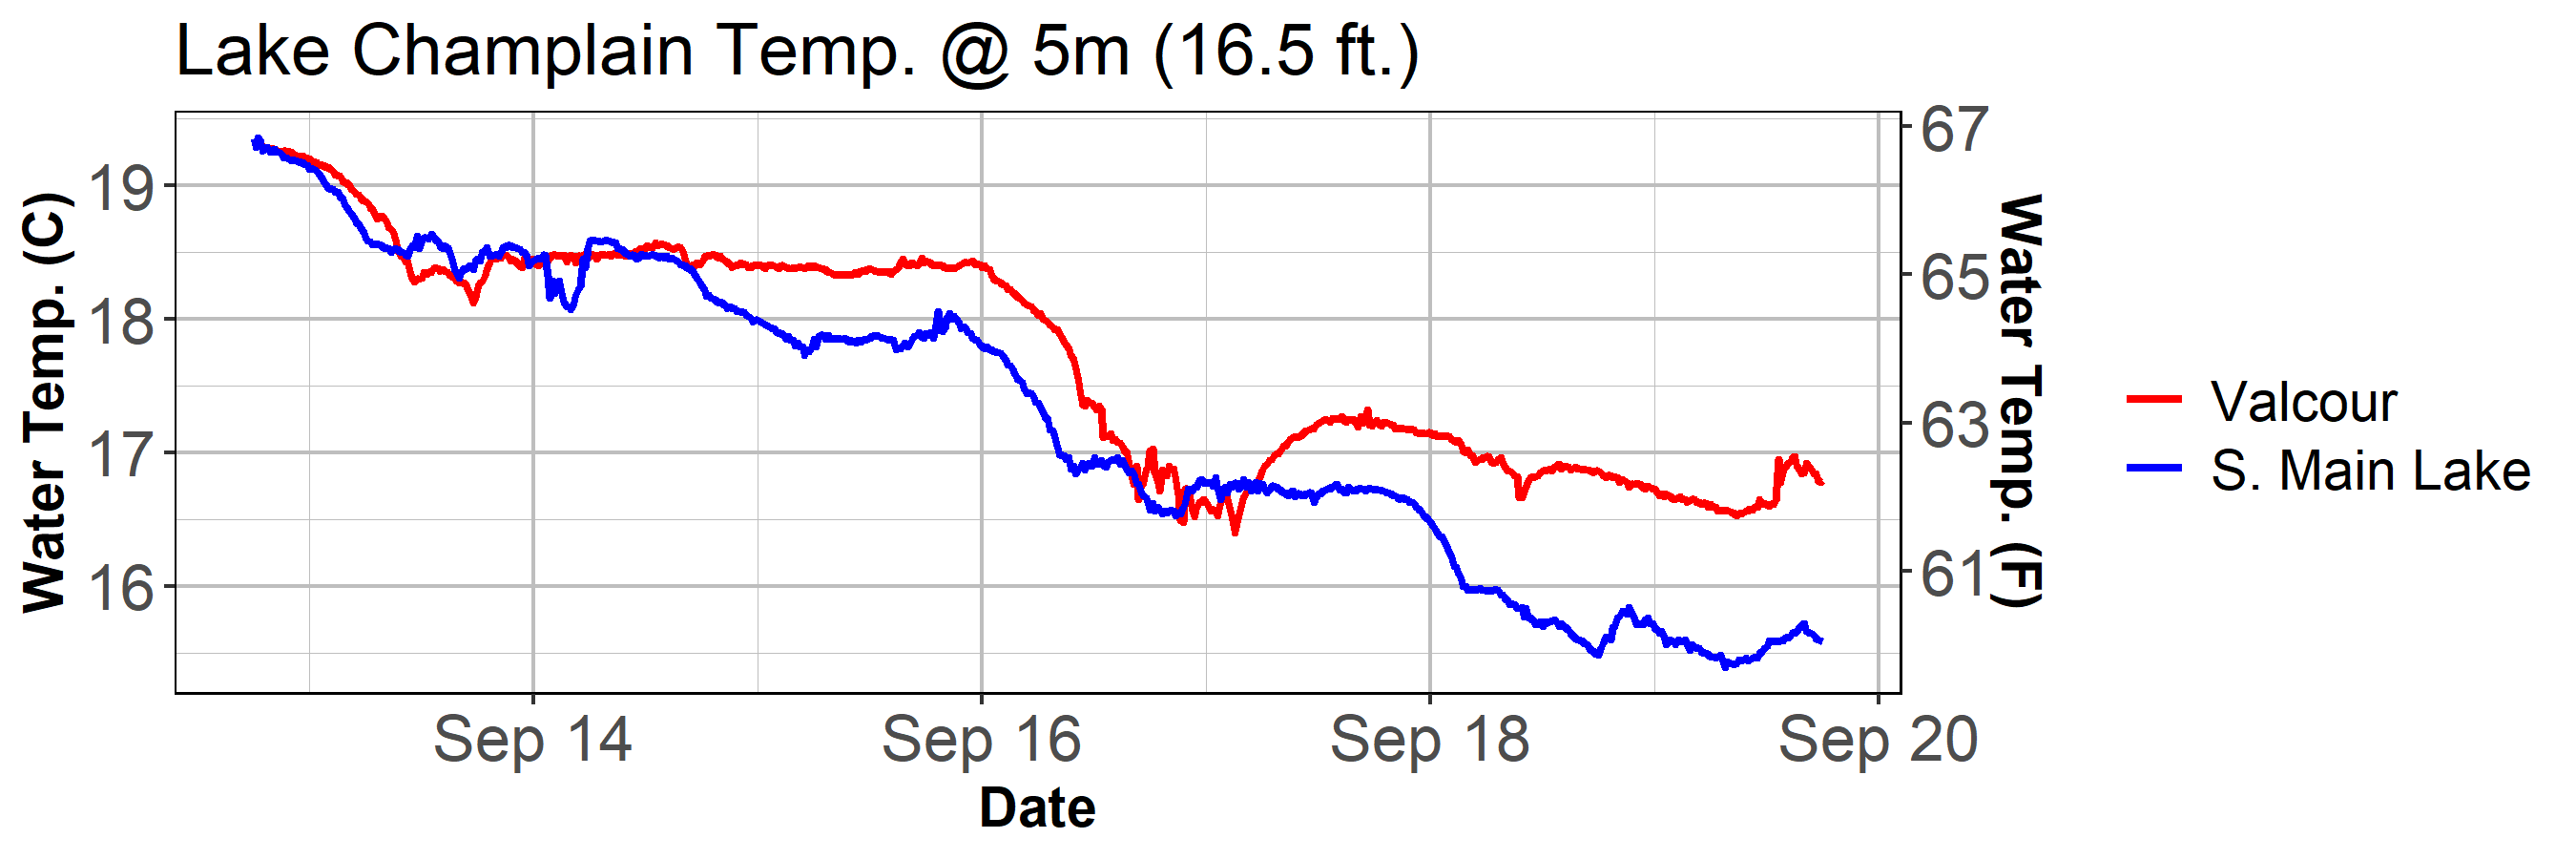 Lake Champlain Temp. @ 5m (16.5 ft.)
Water Temp. (C)
19
18
17
16
67
65
63
61
Water Temp. (F)
Sep 14
Sep 16
Sep 18
Sep 20
Date
Valcour
S. Main Lake